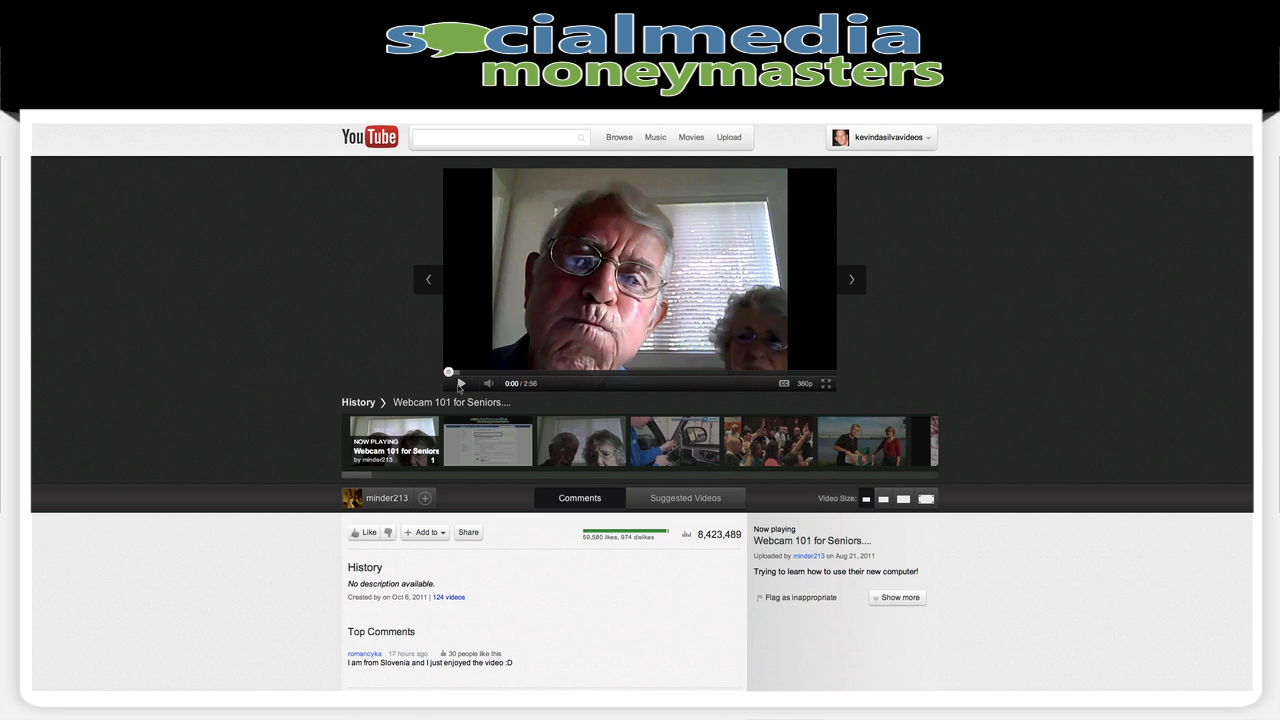 socialmedia
moneymasters
YouTube
Browse Music Movies Upload
kevindasilvavideos
0:00 / 2:56
CC 360p
History Webcam 101 for Seniors....
NOW PLAYING
Webcam 101 for Seniors
by minder213 1
minder213
Comments
Suggested Videos
Video Size:
Like
Add to
Share
59,580 likes, 974 dislikes
8,423,489
History
No description available.
Created by on Oct 6, 2011 | 124 videos
Top Comments
romancyka 17 hours ago 30 people like this
I am from Slovenia and I just enjoyed the video :D
Now playing
Webcam 101 for Seniors....
Uploaded by minder213 on Aug 21, 2011
Trying to learn how to use their new computer!
Flag as inappropriate
Show more